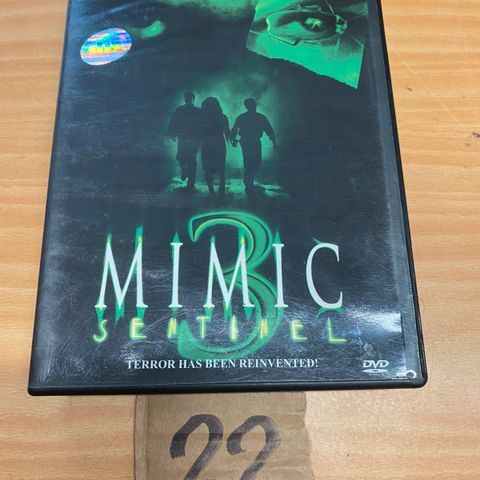 3
MIMIC
SENTINEL
TERROR HAS BEEN REINVENTED!
DVD
22